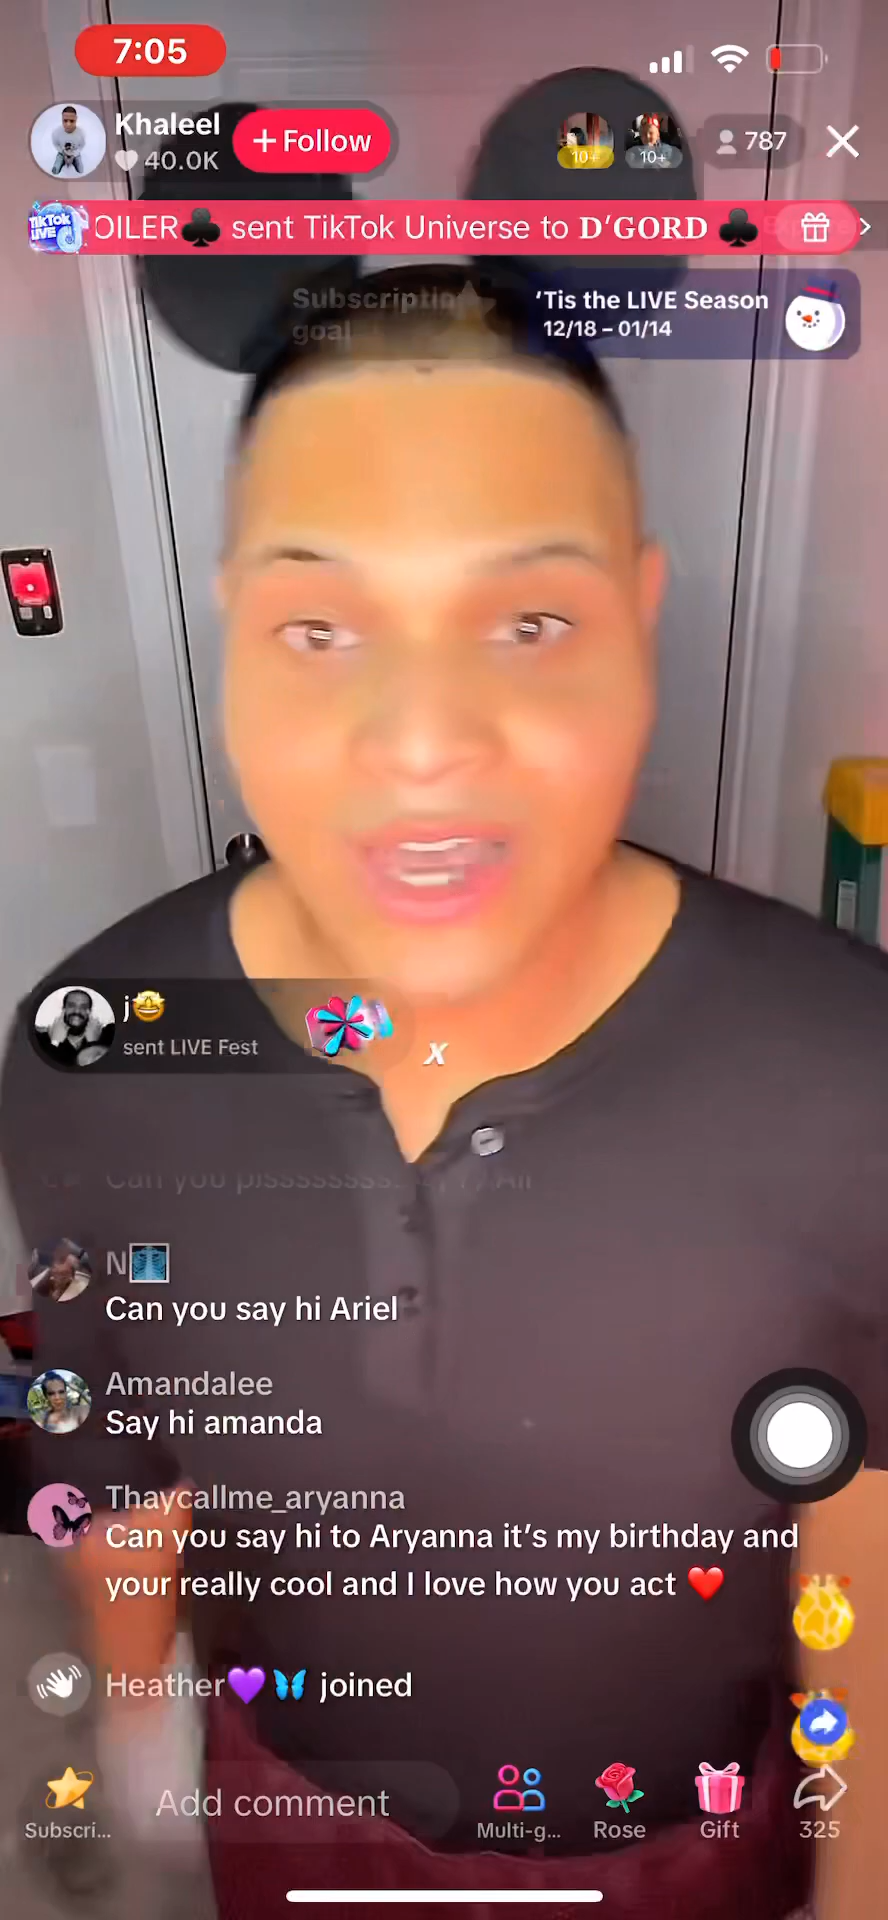 7:05
Khaleel
+ Follow
40.0K
10+
10+
787
TikTok
LIVE
OILER♣ sent TikTok Universe to D'GORD ♣
Subscription
goal
'Tis the LIVE Season
12/18 – 01/14
j🤩
sent LIVE Fest
x
Can you
N🩻
Can you say hi Ariel
Amandalee
Say hi amanda
Thaycallme_aryanna
Can you say hi to Aryanna it's my birthday and
your really cool and I love how you act ❤️
Heather💜🦋 joined
Add comment
Subscri...
Multi-g...
Rose
Gift
325